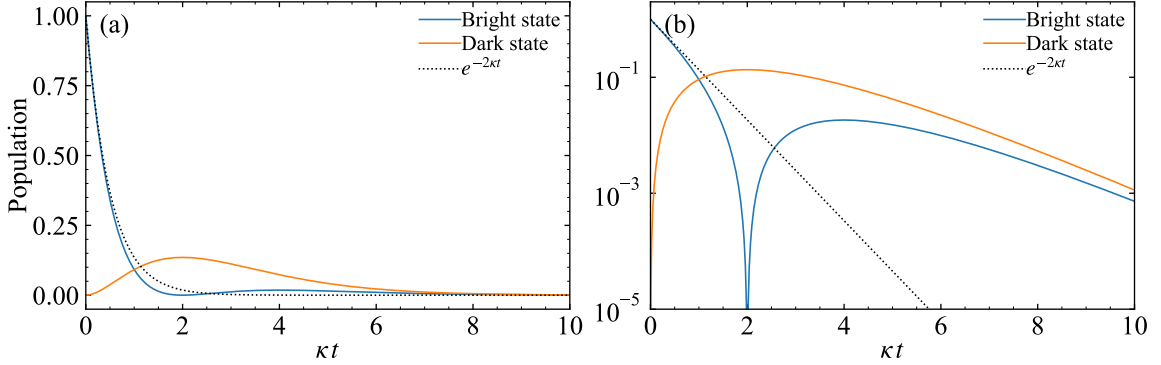 (a)
Bright state
Dark state
e^{−2κt}
Population
1.00
0.75
0.50
0.25
0.00
0 2 4 6 8 10
κt
(b)
Bright state
Dark state
e^{−2κt}
10^{−1}
10^{−3}
10^{−5}
0 2 4 6 8 10
κt